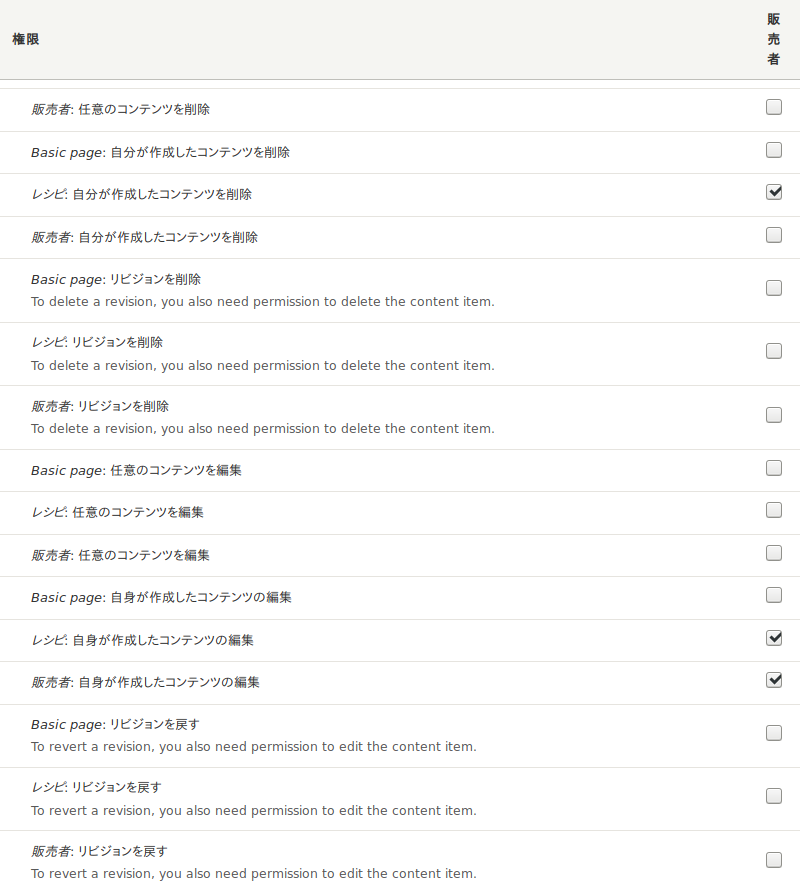 権限
販
売
者
販売者: 任意のコンテンツを削除
Basic page: 自分が作成したコンテンツを削除
レシピ: 自分が作成したコンテンツを削除
販売者: 自分が作成したコンテンツを削除
Basic page: リビジョンを削除
To delete a revision, you also need permission to delete the content item.
レシピ: リビジョンを削除
To delete a revision, you also need permission to delete the content item.
販売者: リビジョンを削除
To delete a revision, you also need permission to delete the content item.
Basic page: 任意のコンテンツを編集
レシピ: 任意のコンテンツを編集
販売者: 任意のコンテンツを編集
Basic page: 自身が作成したコンテンツの編集
レシピ: 自身が作成したコンテンツの編集
販売者: 自身が作成したコンテンツの編集
Basic page: リビジョンを戻す
To revert a revision, you also need permission to edit the content item.
レシピ: リビジョンを戻す
To revert a revision, you also need permission to edit the content item.
販売者: リビジョンを戻す
To revert a revision, you also need permission to edit the content item.